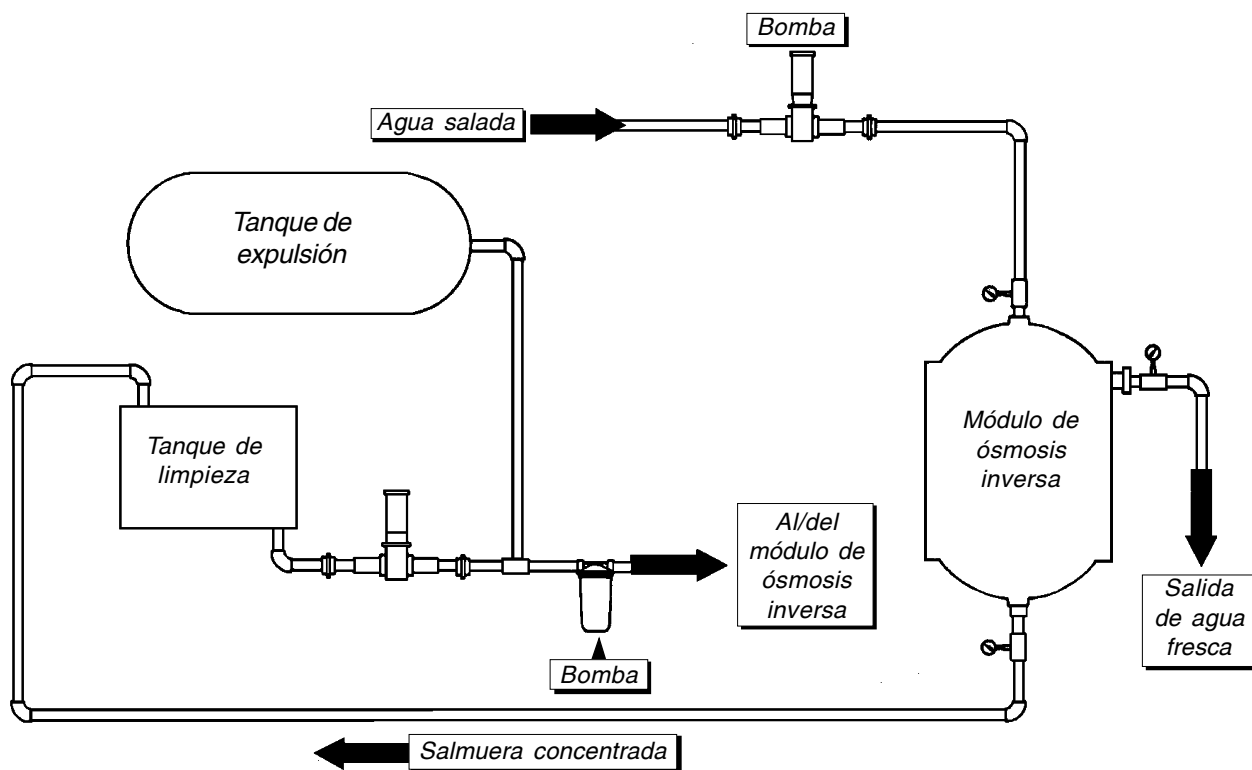 Bomba
Agua salada
Tanque de
expulsión
Tanque de
limpieza
Módulo de
ósmosis
inversa
Al/del
módulo de
ósmosis
inversa
Salida
de agua
fresca
Bomba
Salmuera concentrada